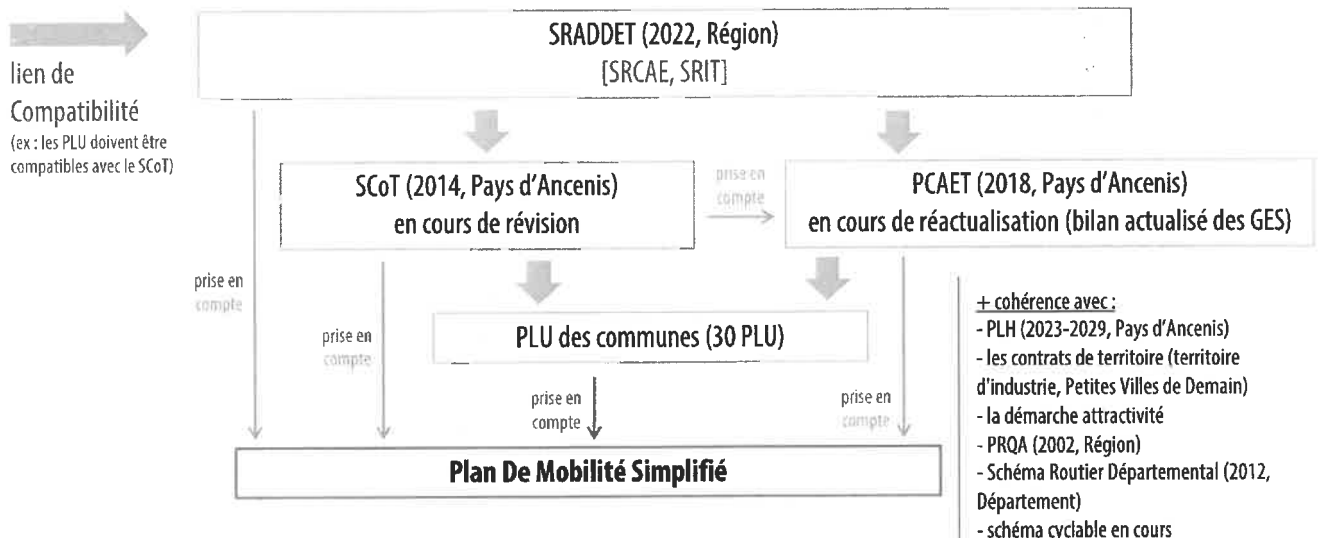 lien de
Compatibilité
(ex : les PLU doivent être
compatibles avec le SCoT)
SRADDET (2022, Région)
[SRCAE, SRIT]
SCoT (2014, Pays d'Ancenis)
en cours de révision
prise en
compte
PCAET (2018, Pays d'Ancenis)
en cours de réactualisation (bilan actualisé des GES)
prise en
compte
prise en
compte
PLU des communes (30 PLU)
prise en
compte
prise en
compte
Plan De Mobilité Simplifié
+ cohérence avec :
- PLH (2023-2029, Pays d'Ancenis)
- les contrats de territoire (territoire
d'industrie, Petites Villes de Demain)
- la démarche attractivité
- PRQA (2002, Région)
- Schéma Routier Départemental (2012,
Département)
- schéma cyclable en cours